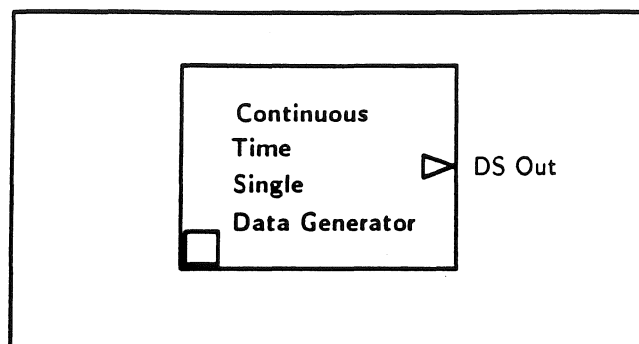 Continuous
Time
Single
Data Generator
DS Out